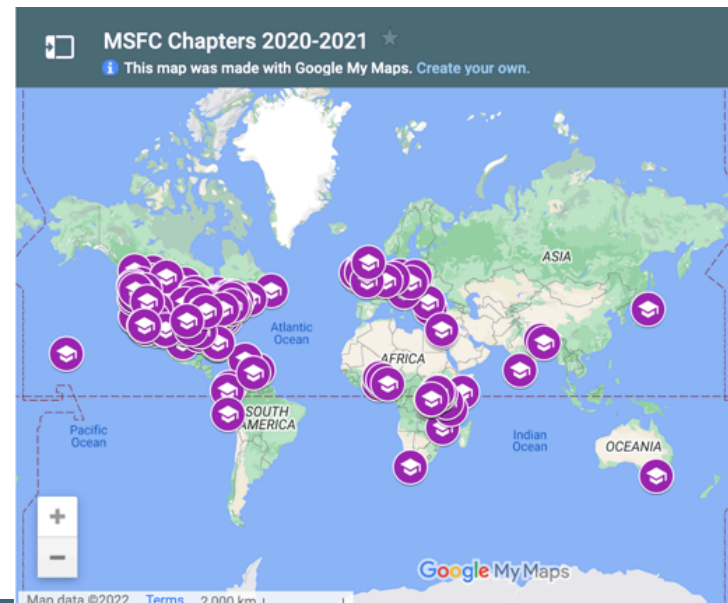 MSFC Chapters 2020-2021
This map was made with Google My Maps. Create your own.
ASIA
Atlantic
Ocean
AFRICA
SOUTH
AMERICA
Pacific
Ocean
Indian
Ocean
OCEANIA
+
−
Google My Maps
Map data ©2022 Terms 2,000 km